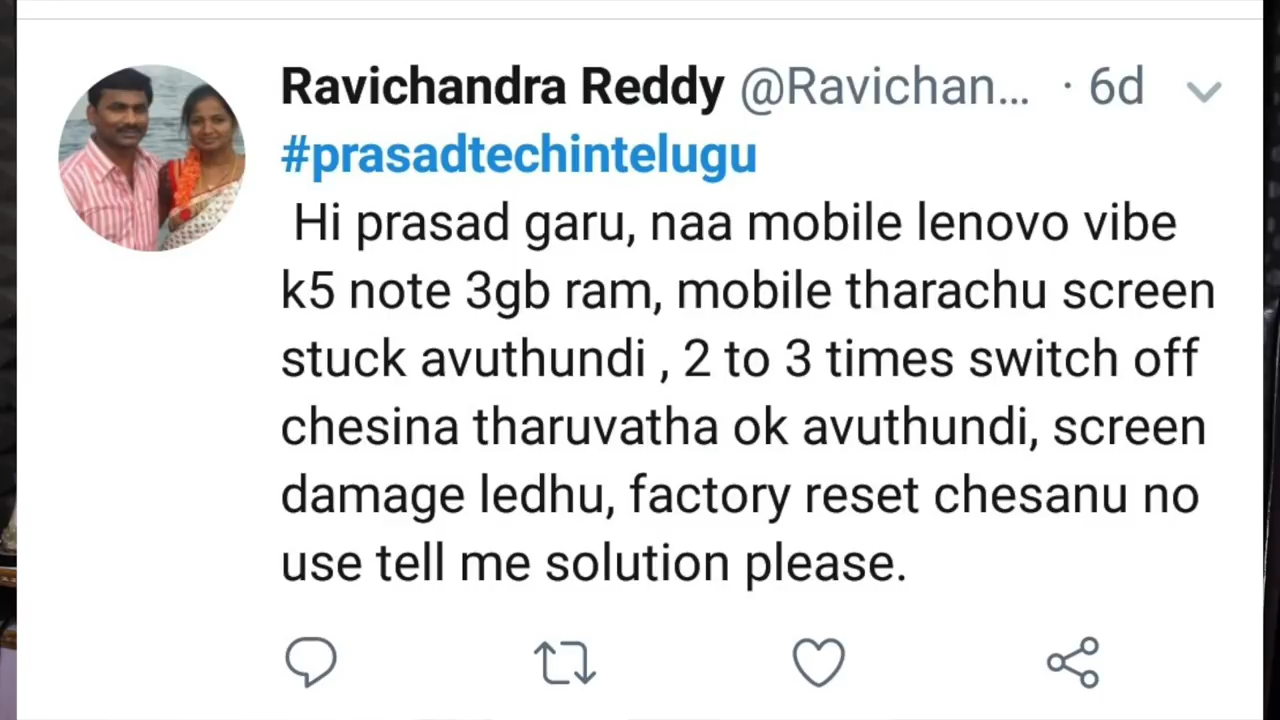 Ravichandra Reddy @Ravichan... · 6d
#prasadtechintelugu
Hi prasad garu, naa mobile lenovo vibe
k5 note 3gb ram, mobile tharachu screen
stuck avuthundi , 2 to 3 times switch off
chesina tharuvatha ok avuthundi, screen
damage ledhu, factory reset chesanu no
use tell me solution please.